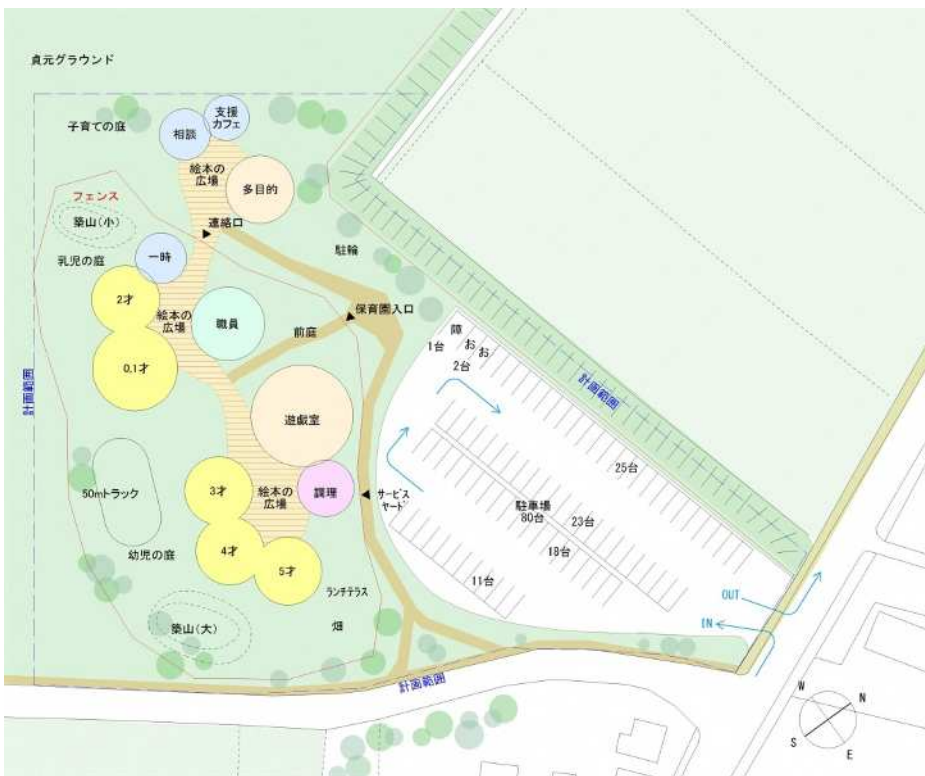 貞元グラウンド
子育ての庭
支援
カフェ
相談
絵本の
広場
多目的
フェンス
築山(小)
連絡口
駐輪
乳児の庭
一時
2才
絵本の
広場
職員
前庭
保育園入口
0,1才
計画範囲
障
お
お
1台
2台
計画範囲
遊戯室
25台
3才
絵本の
広場
調理
サービス
ヤード
50mトラック
駐車場
80台
23台
18台
11台
4才
5才
幼児の庭
ランチテラス
畑
築山(大)
OUT
IN
計画範囲
W
N
S
E